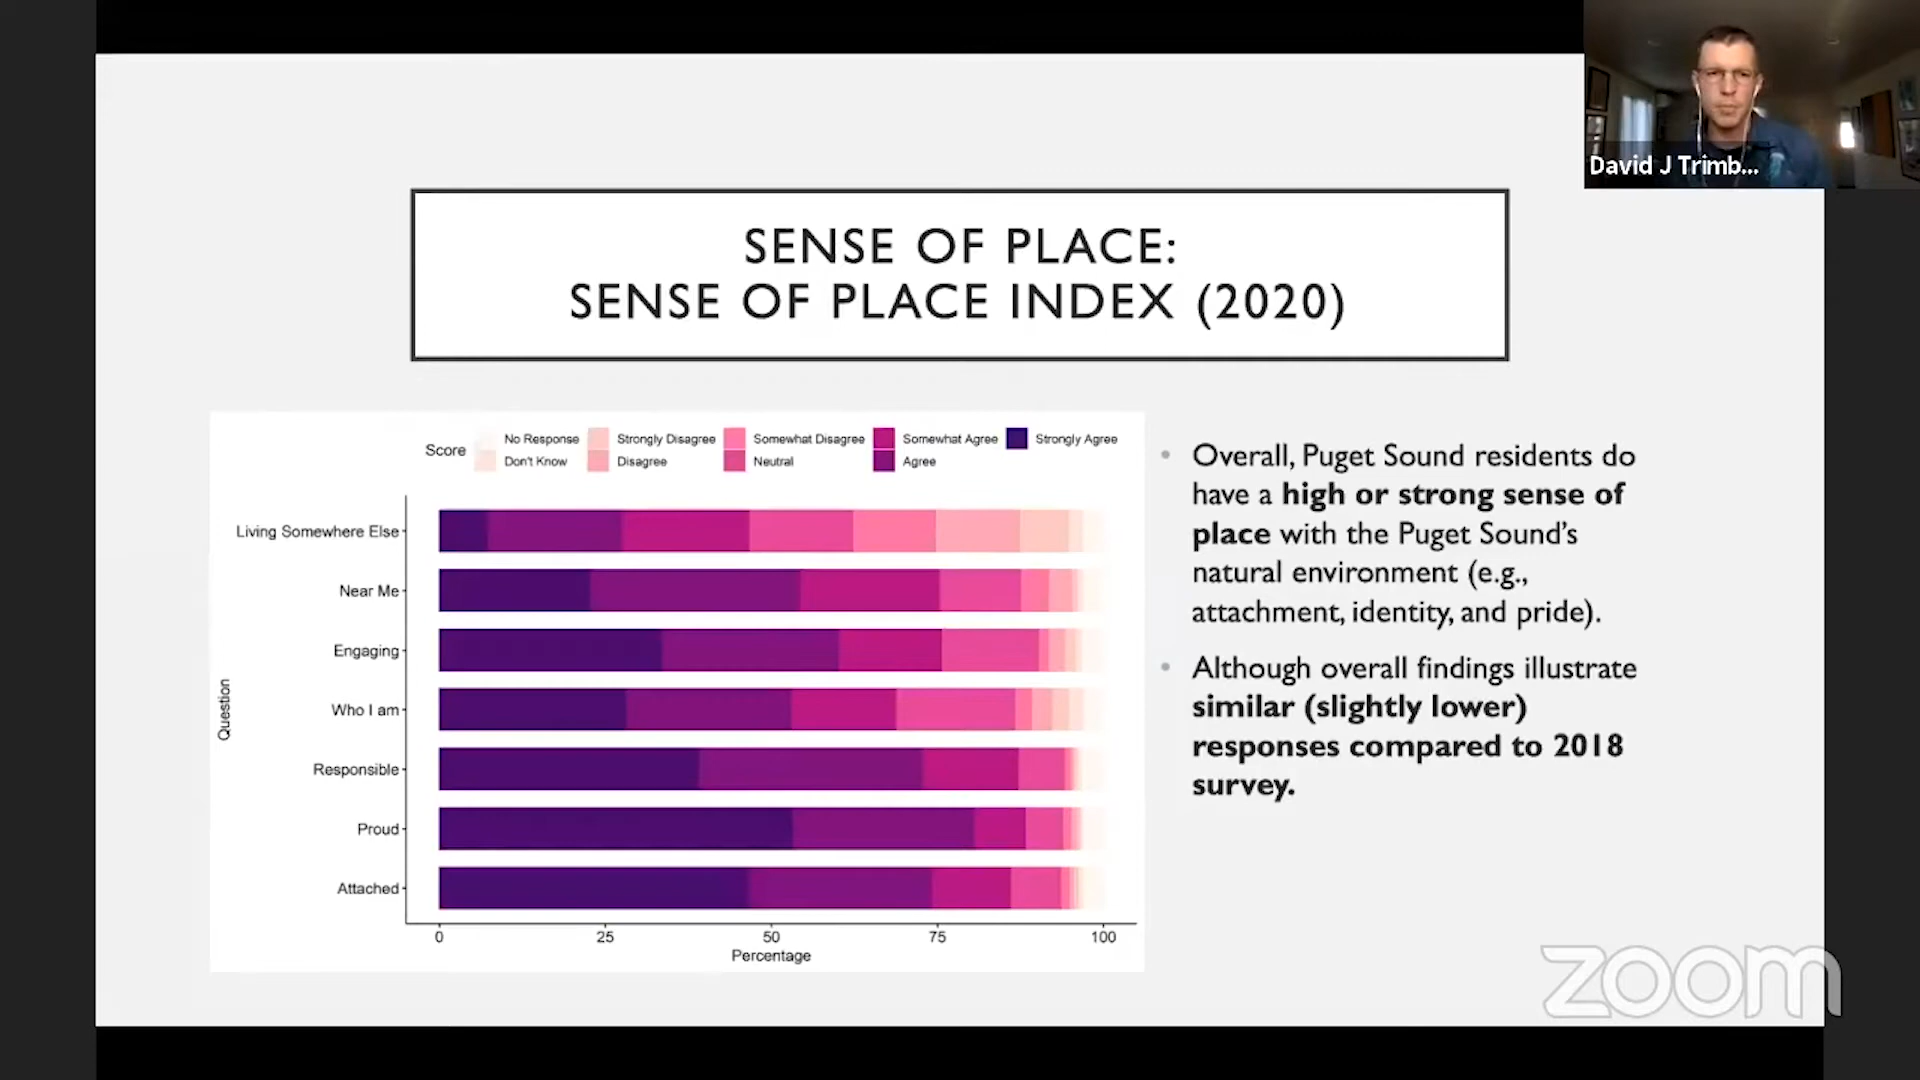 David J Trimb...
SENSE OF PLACE:
SENSE OF PLACE INDEX (2020)
Score
No Response
Strongly Disagree
Somewhat Disagree
Somewhat Agree
Strongly Agree
Don't Know
Disagree
Neutral
Agree
Question
Living Somewhere Else
Near Me
Engaging
Who I am
Responsible
Proud
Attached
0 25 50 75 100
Percentage
• Overall, Puget Sound residents do
have a high or strong sense of
place with the Puget Sound’s
natural environment (e.g.,
attachment, identity, and pride).
• Although overall findings illustrate
similar (slightly lower)
responses compared to 2018
survey.
zoom